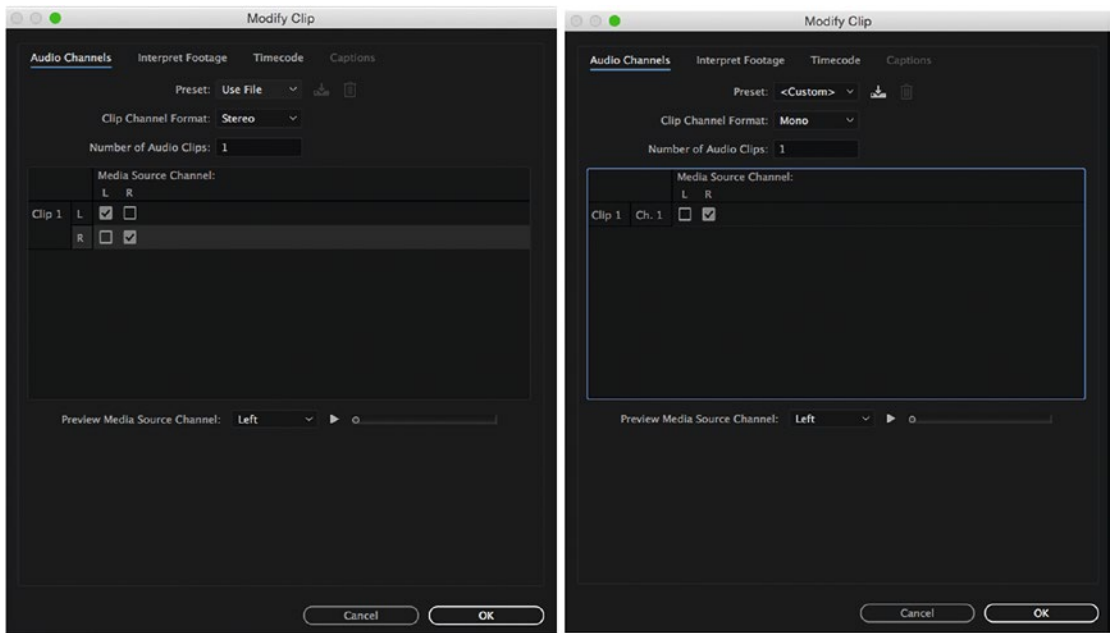 Modify Clip
Audio Channels Interpret Footage Timecode Captions
Preset: Use File
Clip Channel Format: Stereo
Number of Audio Clips: 1
Media Source Channel:
L R
Clip 1 L
R
Preview Media Source Channel: Left
Cancel OK
Modify Clip
Audio Channels Interpret Footage Timecode Captions
Preset: <Custom>
Clip Channel Format: Mono
Number of Audio Clips: 1
Media Source Channel:
L R
Clip 1 Ch. 1
Preview Media Source Channel: Left
Cancel OK